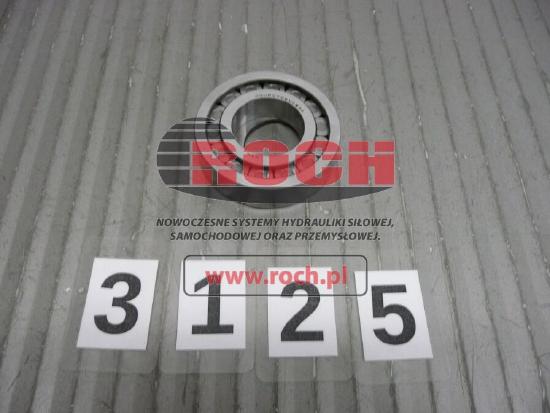 ROCH
NOWOCZESNE SYSTEMY HYDRAULIKI SIŁOWEJ,
SAMOCHODOWEJ ORAZ PRZEMYSŁOWEJ.
www.roch.pl
3 1 2 5